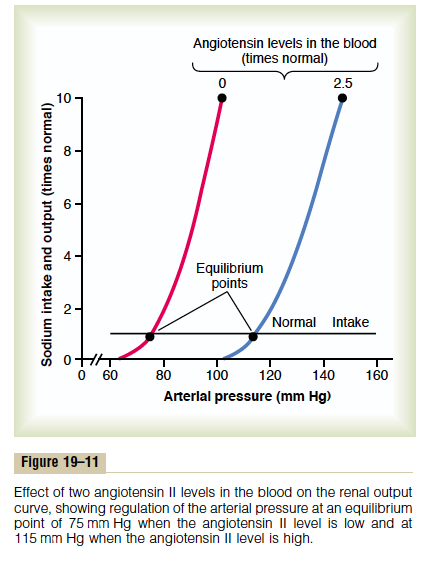 Angiotensin levels in the blood
(times normal)
0 2.5
Sodium intake and output (times normal)
10
8
6
4
2
0
Equilibrium
points
Normal Intake
0 60 80 100 120 140 160
Arterial pressure (mm Hg)
Figure 19–11
Effect of two angiotensin II levels in the blood on the renal output
curve, showing regulation of the arterial pressure at an equilibrium
point of 75 mm Hg when the angiotensin II level is low and at
115 mm Hg when the angiotensin II level is high.